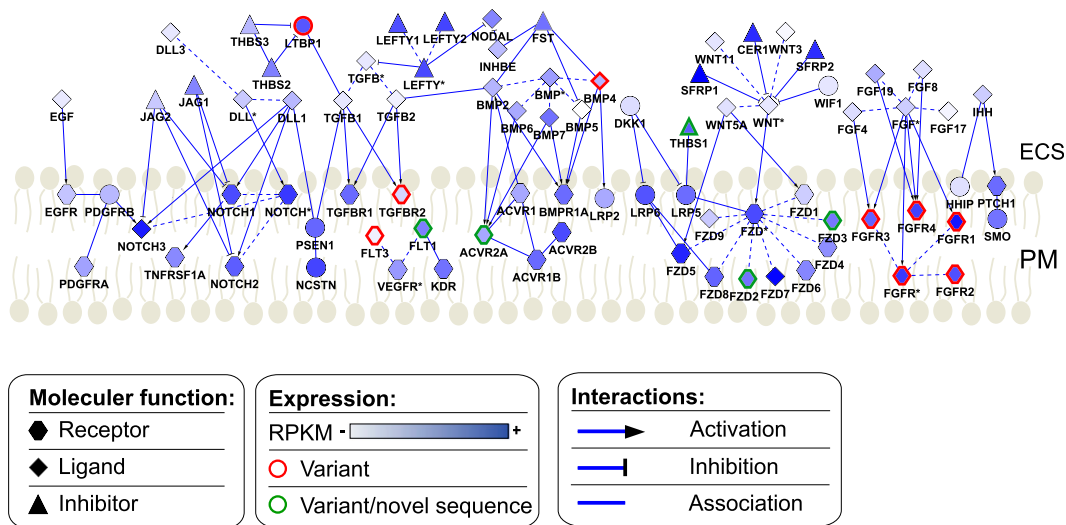 LEFTY1 LEFTY2 NODAL
DLL3 THBS3 LTBP1 FST WNT11 CER1 WNT3
TGFB* INHBE SFRP2
THBS2 LEFTY* BMP* SFRP1 FGF19 FGF8
EGF JAG2 JAG1 DLL* DLL1 TGFB1 TGFB2 BMP2 BMP6 BMP7 BMP5 BMP4 DKK1 THBS1 WNT5A WNT* WIF1 FGF4 FGF* FGF17 IHH
ECS
EGFR PDGFRB NOTCH1 NOTCH* TGFBR1 TGFBR2 ACVR1 BMPR1A LRP2 LRP6 LRP5 FZD1 HHIP PTCH1
NOTCH3 PSEN1 FLT3 FLT1 ACVR2A ACVR2B FZD9 FZD* FZD3 FGFR3 FGFR4 FGFR1 SMO
PM
PDGFRA TNFRSF1A NOTCH2 NCSTN VEGFR* KDR ACVR1B FZD5 FZD8 FZD2 FZD7 FZD6 FZD4 FGFR* FGFR2
Moleculer function:
Receptor
Ligand
Inhibitor
Expression:
RPKM - +
Variant
Variant/novel sequence
Interactions:
Activation
Inhibition
Association